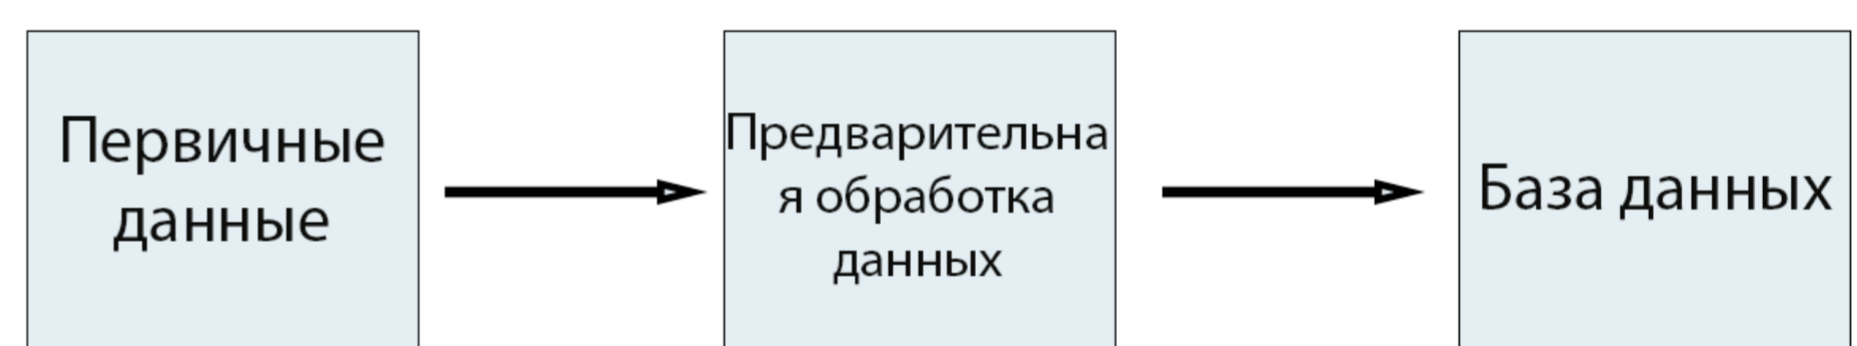 Первичные
данные
Предварительна
я обработка
данных
База данных